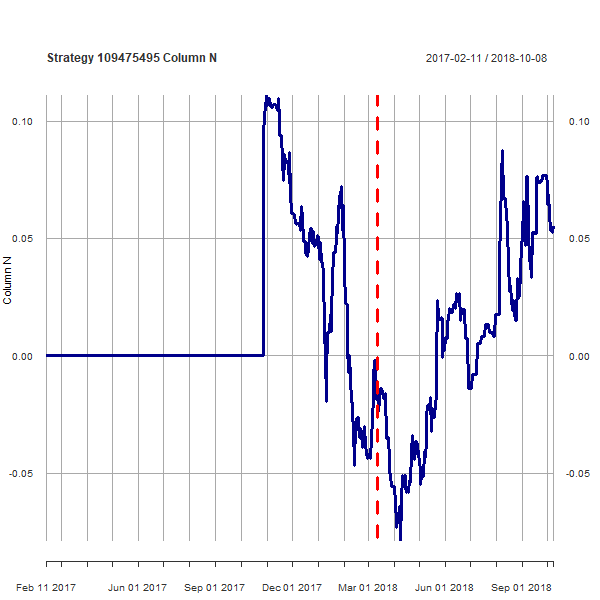 Strategy 109475495 Column N
2017-02-11 / 2018-10-08
0.10 0.10
0.05 0.05
Column N
0.00 0.00
-0.05 -0.05
Feb 11 2017 Jun 01 2017 Sep 01 2017 Dec 01 2017 Mar 01 2018 Jun 01 2018 Sep 01 2018